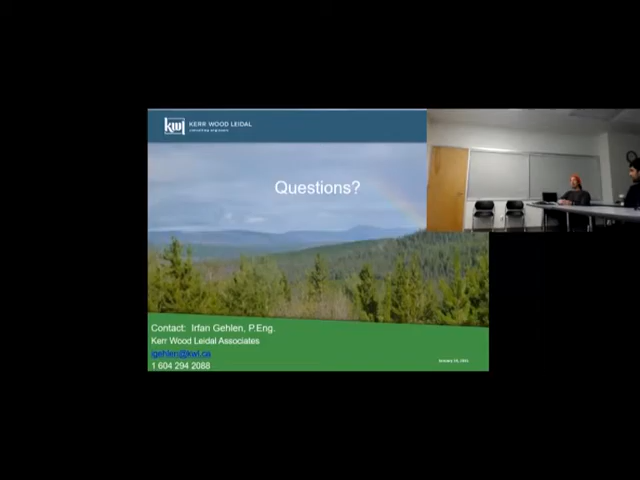 kwl KERR WOOD LEIDAL
consulting engineers
Questions?
Contact: Irfan Gehlen, P.Eng.
Kerr Wood Leidal Associates
igehlen@kwl.ca
1 604 294 2088